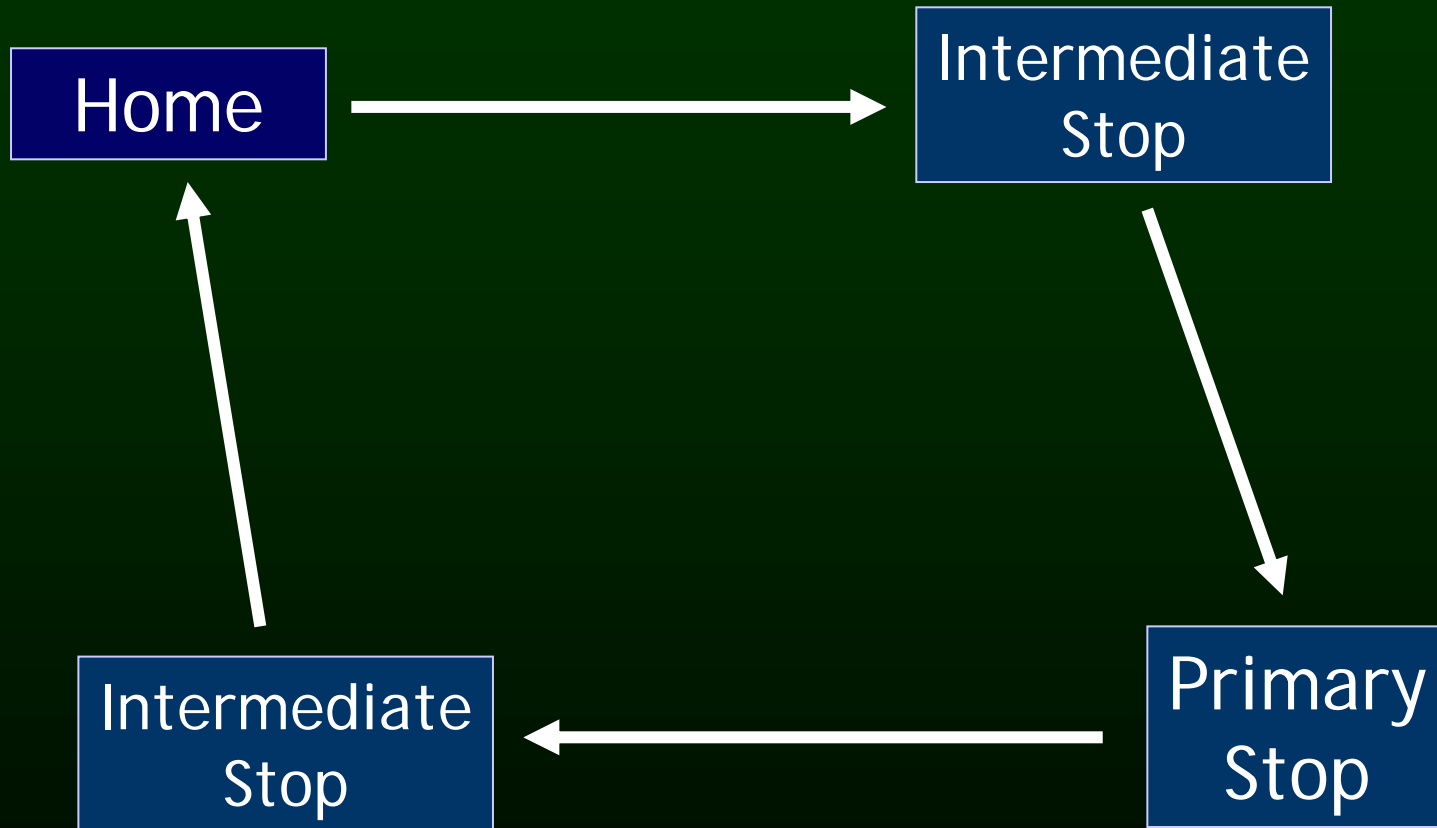 Home
Intermediate
Stop
Primary
Stop
Intermediate
Stop